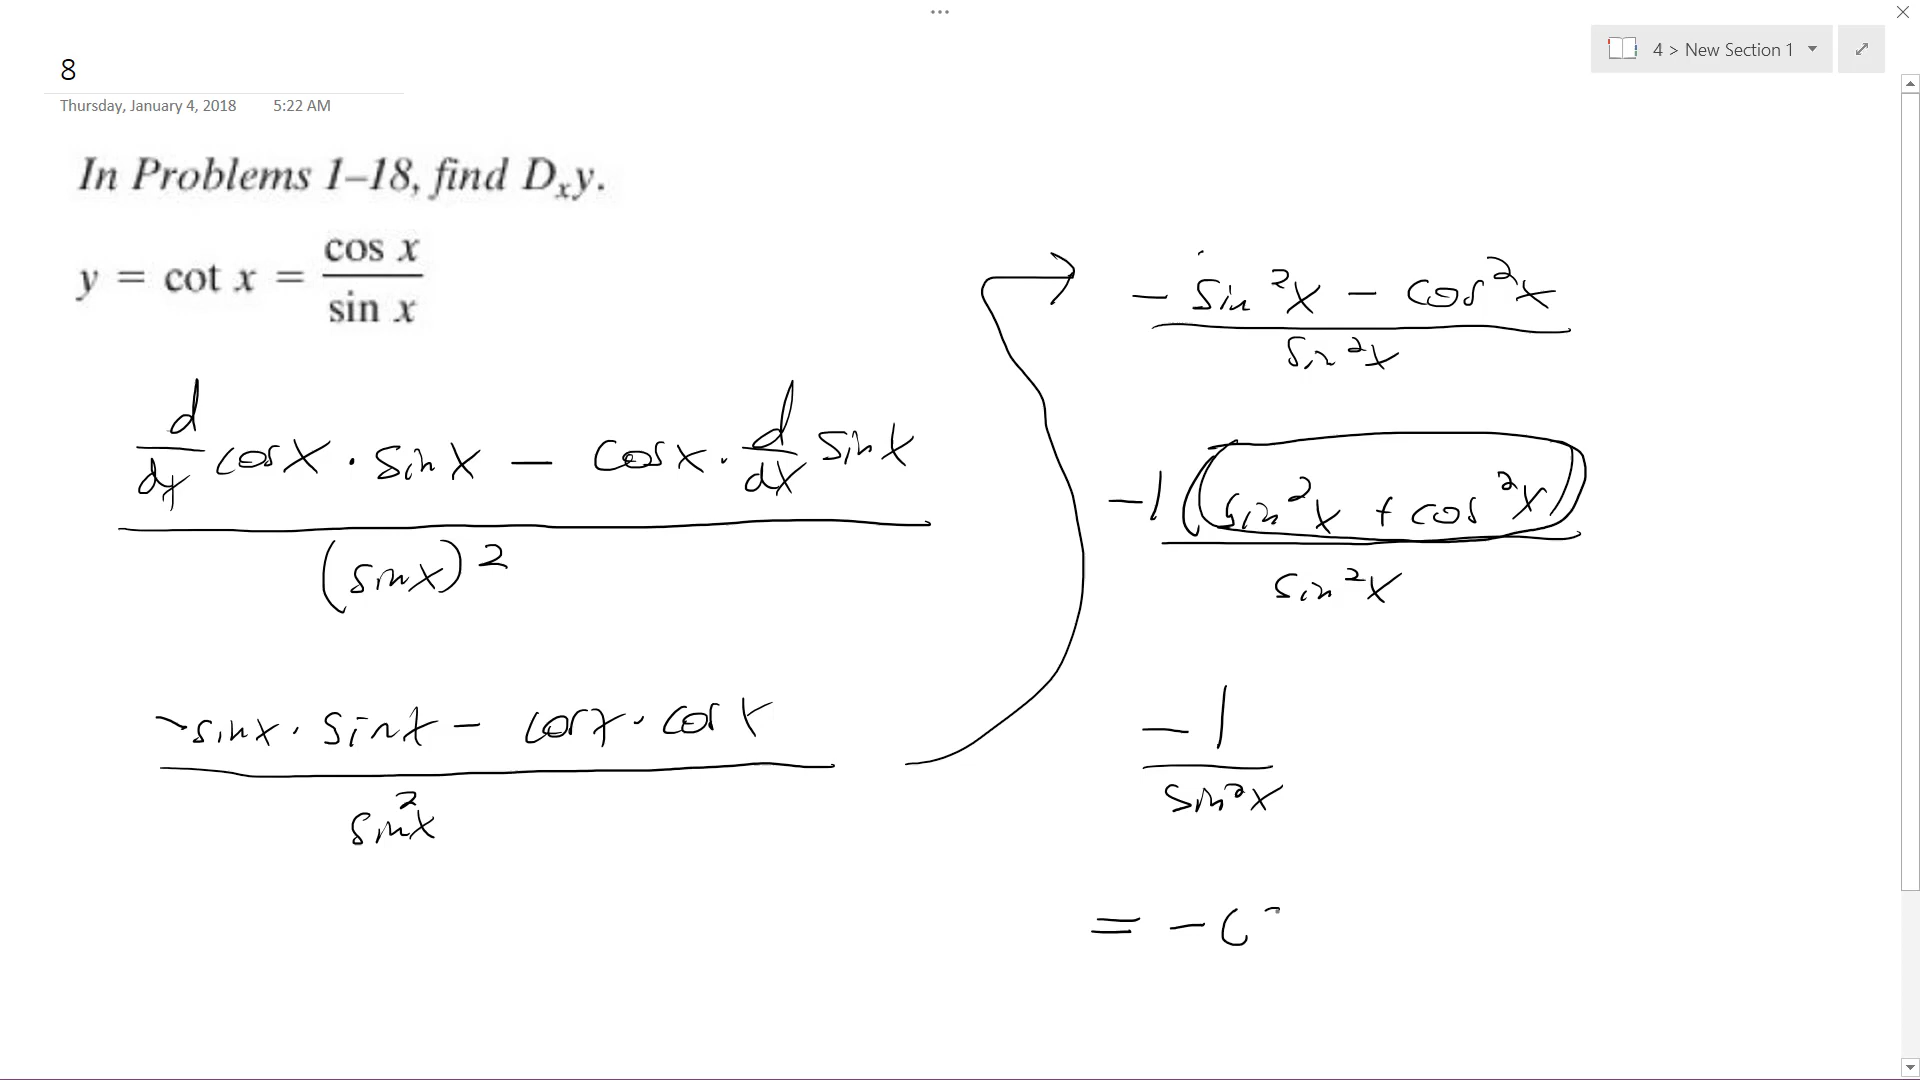 4 > New Section 1
8
Thursday, January 4, 2018 5:22 AM
In Problems 1–18, find Dₓy.
y = cot x = cos x / sin x
d/dx cos x · sin x − cos x · d/dx sin x
(sin x)²
−sin x · sin x − cos x · cos x
sin²x
− sin²x − cos²x
sin²x
−1 (sin²x + cos²x)
sin²x
−1
sin²x
= − c